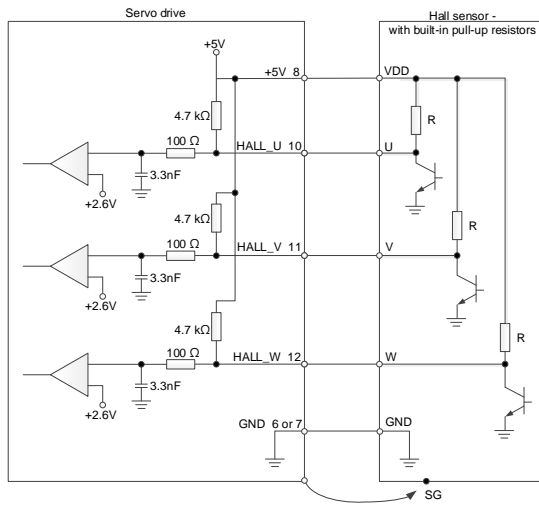 Servo drive
Hall sensor -
with built-in pull-up resistors
+5V
+5V 8
VDD
4.7 kΩ
R
100 Ω
HALL_U 10
U
3.3nF
+2.6V
4.7 kΩ
R
100 Ω
HALL_V 11
V
3.3nF
+2.6V
4.7 kΩ
R
100 Ω
HALL_W 12
W
3.3nF
+2.6V
GND 6 or 7
GND
SG